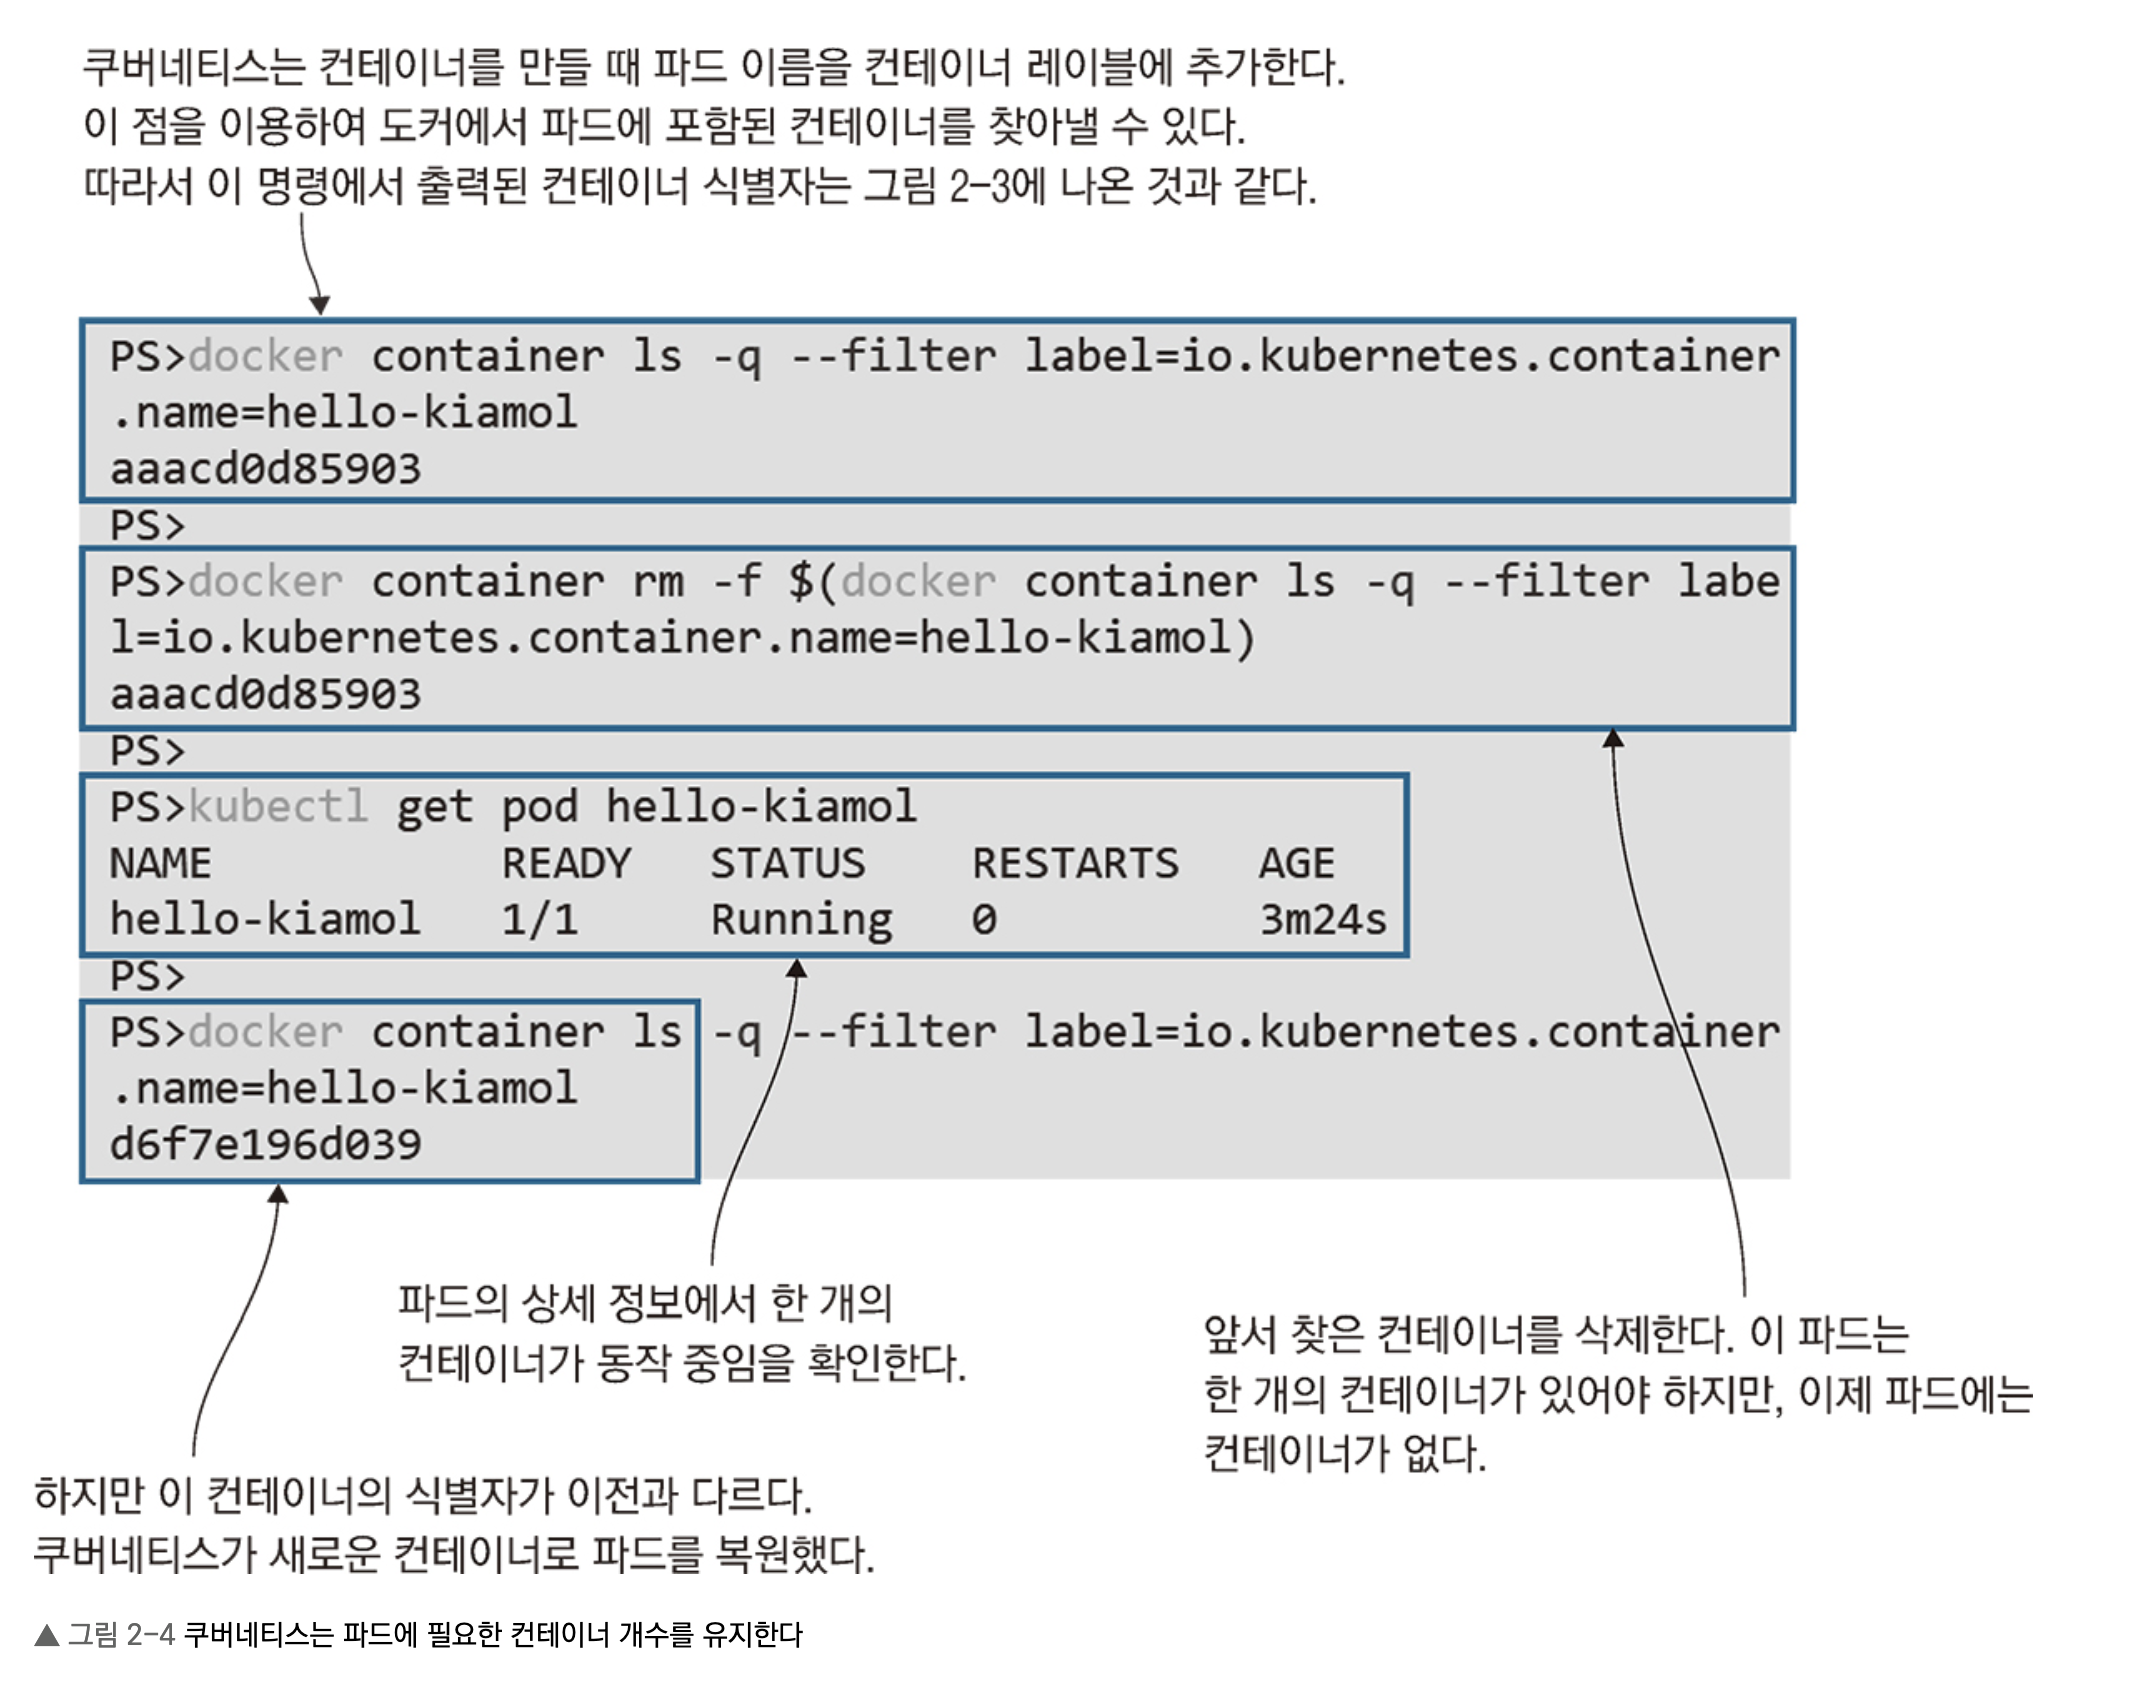 쿠버네티스는 컨테이너를 만들 때 파드 이름을 컨테이너 레이블에 추가한다.
이 점을 이용하여 도커에서 파드에 포함된 컨테이너를 찾아낼 수 있다.
따라서 이 명령에서 출력된 컨테이너 식별자는 그림 2-3에 나온 것과 같다.
PS>docker container ls -q --filter label=io.kubernetes.container
.name=hello-kiamol
aaacd0d85903
PS>
PS>docker container rm -f $(docker container ls -q --filter labe
l=io.kubernetes.container.name=hello-kiamol)
aaacd0d85903
PS>
PS>kubectl get pod hello-kiamol
NAME READY STATUS RESTARTS AGE
hello-kiamol 1/1 Running 0 3m24s
PS>
PS>docker container ls -q --filter label=io.kubernetes.container
.name=hello-kiamol
d6f7e196d039
파드의 상세 정보에서 한 개의
컨테이너가 동작 중임을 확인한다.
앞서 찾은 컨테이너를 삭제한다. 이 파드는
한 개의 컨테이너가 있어야 하지만, 이제 파드에는
컨테이너가 없다.
하지만 이 컨테이너의 식별자가 이전과 다르다.
쿠버네티스가 새로운 컨테이너로 파드를 복원했다.
▲ 그림 2-4 쿠버네티스는 파드에 필요한 컨테이너 개수를 유지한다